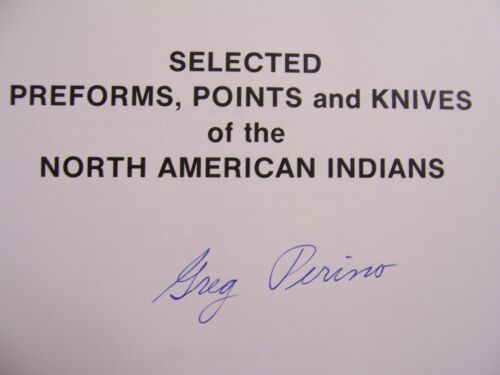 SELECTED
PREFORMS, POINTS and KNIVES
of the
NORTH AMERICAN INDIANS
Greg Perino